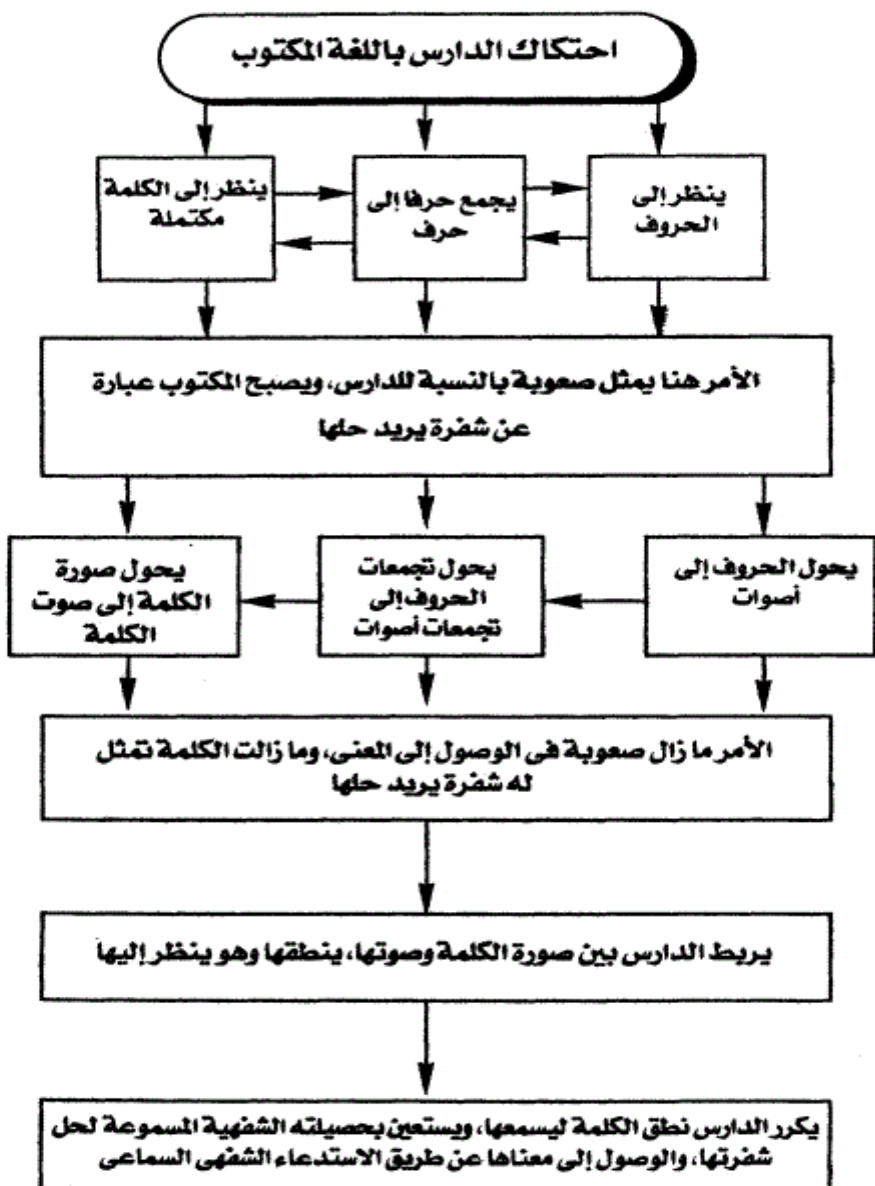 احتكاك الدارس باللغة المكتوب
ينظر إلى
الحروف
يجمع حرفا إلى
حرف
ينظر إلى الكلمة
مكتملة
الأمر هنا يمثل صعوبة بالنسبة للدارس، ويصبح المكتوب عبارة
عن شفرة يريد حلها
يحول الحروف إلى
أصوات
يحول تجمعات
الحروف إلى
تجمعات أصوات
يحول صورة
الكلمة إلى صوت
الكلمة
الأمر ما زال صعوبة فى الوصول إلى المعنى، وما زالت الكلمة تمثل
له شفرة يريد حلها
يربط الدارس بين صورة الكلمة وصوتها، ينطقها وهو ينظر إليها
يكرر الدارس نطق الكلمة ليسمعها، ويستعين بحصيلته الشفهية المسموعة لحل
شفرتها، والوصول إلى معناها عن طريق الاستدعاء الشفهى السماعى